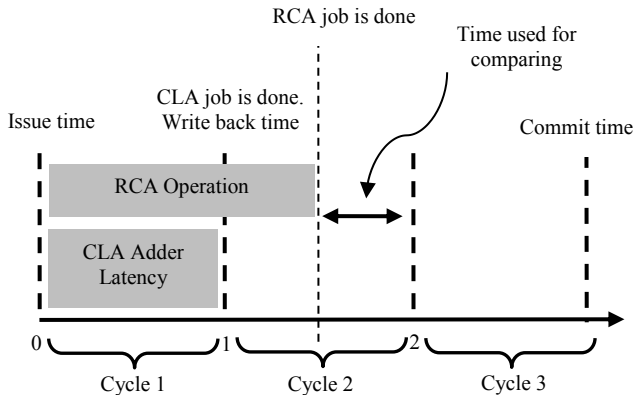 RCA job is done
Time used for
comparing
CLA job is done.
Write back time
Issue time
Commit time
RCA Operation
CLA Adder
Latency
0
1
2
Cycle 1
Cycle 2
Cycle 3